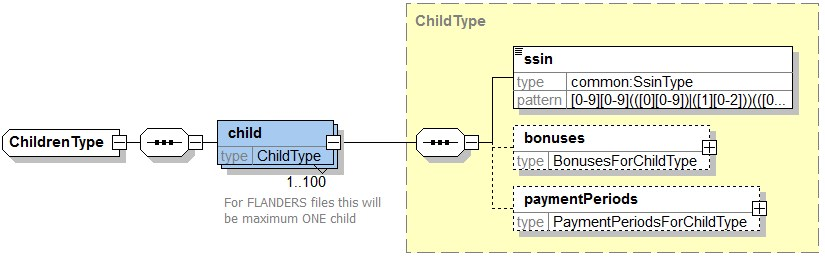 ChildType
ssin
type common:SsinType
pattern [0-9][0-9](([0][0-9])|([1][0-2]))(([0...
ChildrenType
child
type ChildType
1..100
For FLANDERS files this will
be maximum ONE child
bonuses
type BonusesForChildType
paymentPeriods
type PaymentPeriodsForChildType